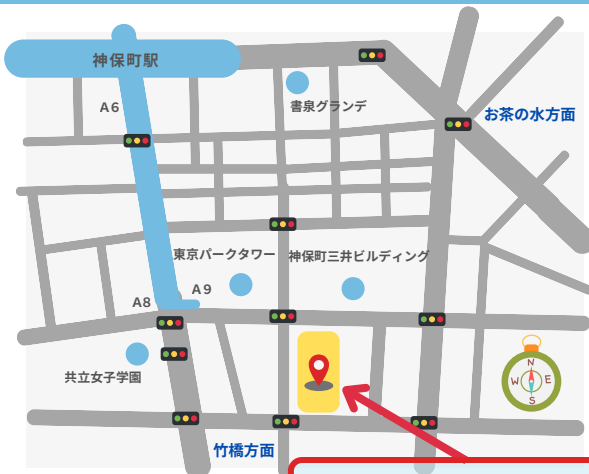 神保町駅
A6
書泉グランデ
お茶の水方面
東京パークタワー
神保町三井ビルディング
A9
A8
共立女子学園
竹橋方面
N
W E
S